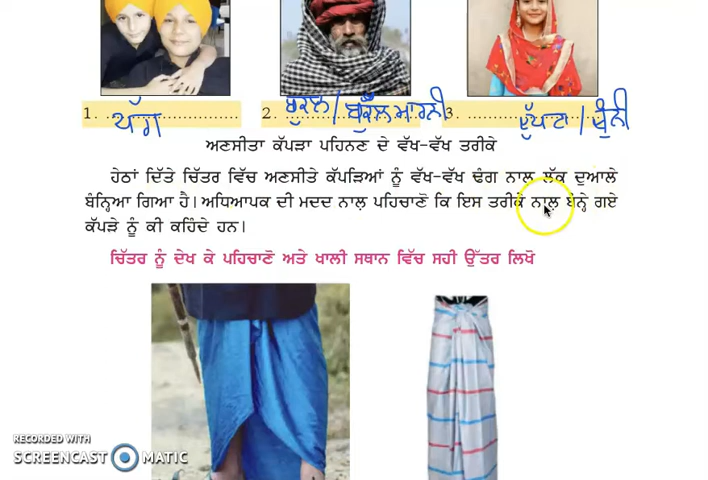 1. ਪੱਗ
2. ਬੁਕਲ/ਬੁੱਕਲ ਮਾਰਨੀ
3. ਦੁੱਪਟਾ/ਚੁੰਨੀ
ਅਣਸੀਤਾ ਕੱਪੜਾ ਪਹਿਨਣ ਦੇ ਵੱਖ-ਵੱਖ ਤਰੀਕੇ
ਹੇਠਾਂ ਦਿੱਤੇ ਚਿੱਤਰ ਵਿੱਚ ਅਣਸੀਤੇ ਕੱਪੜਿਆਂ ਨੂੰ ਵੱਖ-ਵੱਖ ਢੰਗ ਨਾਲ਼ ਲੱਕ ਦੁਆਲੇ
ਬੰਨ੍ਹਿਆ ਗਿਆ ਹੈ। ਅਧਿਆਪਕ ਦੀ ਮਦਦ ਨਾਲ਼ ਪਹਿਚਾਣੋ ਕਿ ਇਸ ਤਰੀਕੇ ਨਾਲ਼ ਬੰਨ੍ਹੇ ਗਏ
ਕੱਪੜੇ ਨੂੰ ਕੀ ਕਹਿੰਦੇ ਹਨ।
ਚਿੱਤਰ ਨੂੰ ਦੇਖ ਕੇ ਪਹਿਚਾਣੋ ਅਤੇ ਖਾਲੀ ਸਥਾਨ ਵਿੱਚ ਸਹੀ ਉੱਤਰ ਲਿਖੋ
RECORDED WITH
SCREENCAST MATIC